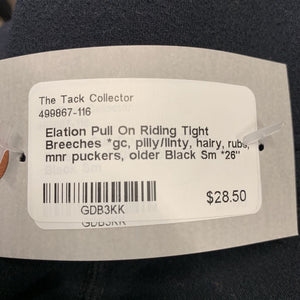 The Tack Collector
499867-116
Elation Pull On Riding Tight
Breeches *gc, pilly/linty, hairy, rubs,
mnr puckers, older Black Sm *26"
$28.50
GDB3KK
GDB3KK